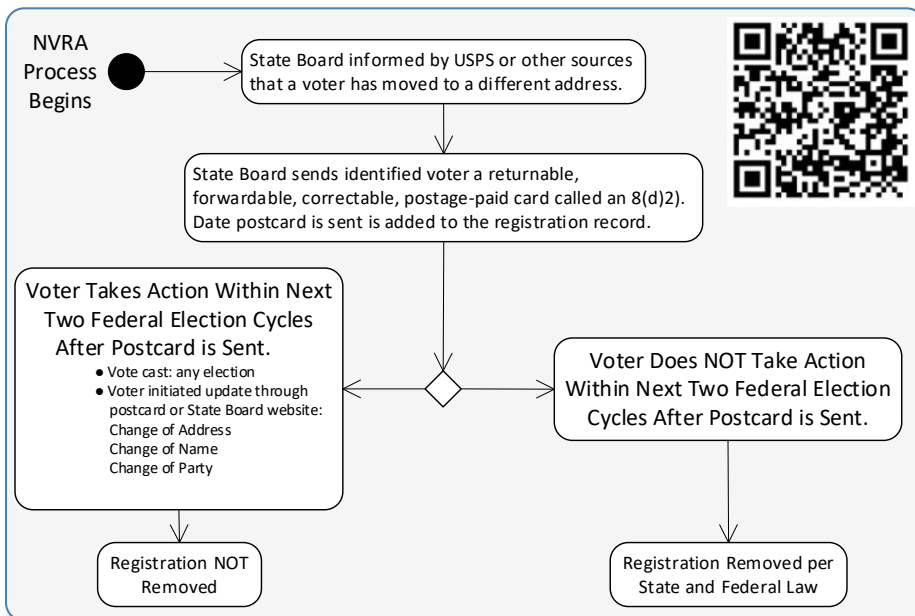 NVRA
Process
Begins
State Board informed by USPS or other sources
that a voter has moved to a different address.
State Board sends identified voter a returnable,
forwardable, correctable, postage-paid card called an 8(d)2).
Date postcard is sent is added to the registration record.
Voter Takes Action Within Next
Two Federal Election Cycles
After Postcard is Sent.
● Vote cast: any election
● Voter initiated update through
postcard or State Board website:
Change of Address
Change of Name
Change of Party
Voter Does NOT Take Action
Within Next Two Federal Election
Cycles After Postcard is Sent.
Registration NOT
Removed
Registration Removed per
State and Federal Law